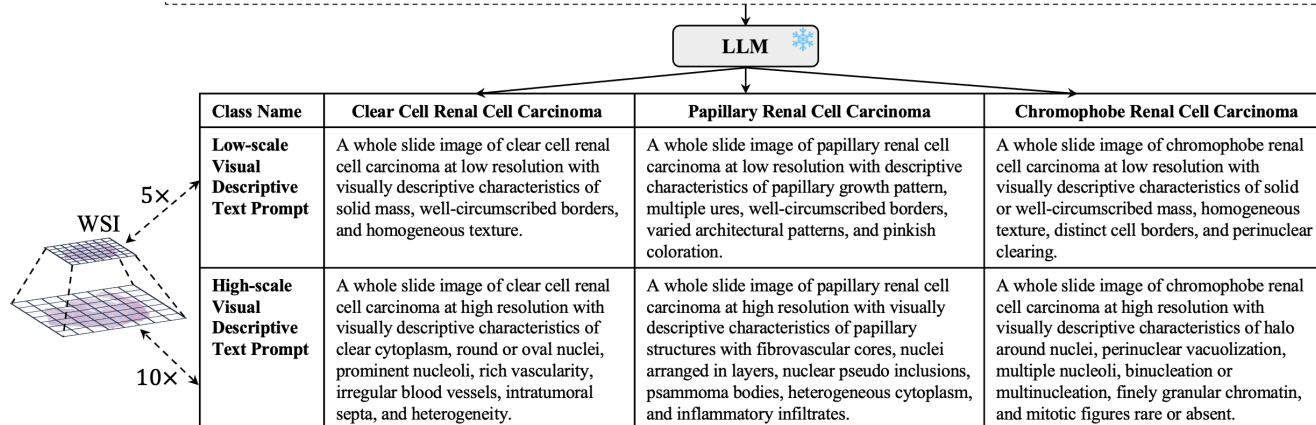 LLM
Class Name
Clear Cell Renal Cell Carcinoma
Papillary Renal Cell Carcinoma
Chromophobe Renal Cell Carcinoma
Low-scale
Visual
Descriptive
Text Prompt
A whole slide image of clear cell renal
cell carcinoma at low resolution with
visually descriptive characteristics of
solid mass, well-circumscribed borders,
and homogeneous texture.
A whole slide image of papillary renal cell
carcinoma at low resolution with descriptive
characteristics of papillary growth pattern,
multiple ures, well-circumscribed borders,
varied architectural patterns, and pinkish
coloration.
A whole slide image of chromophobe renal
cell carcinoma at low resolution with
visually descriptive characteristics of solid
or well-circumscribed mass, homogeneous
texture, distinct cell borders, and perinuclear
clearing.
5×
WSI
High-scale
Visual
Descriptive
Text Prompt
A whole slide image of clear cell renal
cell carcinoma at high resolution with
visually descriptive characteristics of
clear cytoplasm, round or oval nuclei,
prominent nucleoli, rich vascularity,
irregular blood vessels, intratumoral
septa, and heterogeneity.
A whole slide image of papillary renal cell
carcinoma at high resolution with visually
descriptive characteristics of papillary
structures with fibrovascular cores, nuclei
arranged in layers, nuclear pseudo inclusions,
psammoma bodies, heterogeneous cytoplasm,
and inflammatory infiltrates.
A whole slide image of chromophobe renal
cell carcinoma at high resolution with
visually descriptive characteristics of halo
around nuclei, perinuclear vacuolization,
multiple nucleoli, binucleation or
multinucleation, finely granular chromatin,
and mitotic figures rare or absent.
10×